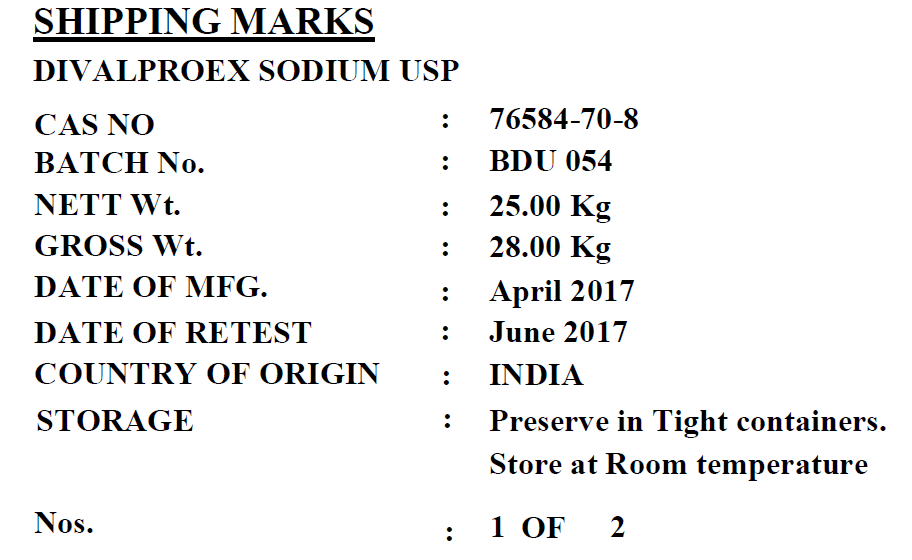 SHIPPING MARKS
DIVALPROEX SODIUM USP
CAS NO : 76584-70-8
BATCH No. : BDU 054
NETT Wt. : 25.00 Kg
GROSS Wt. : 28.00 Kg
DATE OF MFG. : April 2017
DATE OF RETEST : June 2017
COUNTRY OF ORIGIN : INDIA
STORAGE : Preserve in Tight containers.
Store at Room temperature
Nos. : 1 OF 2